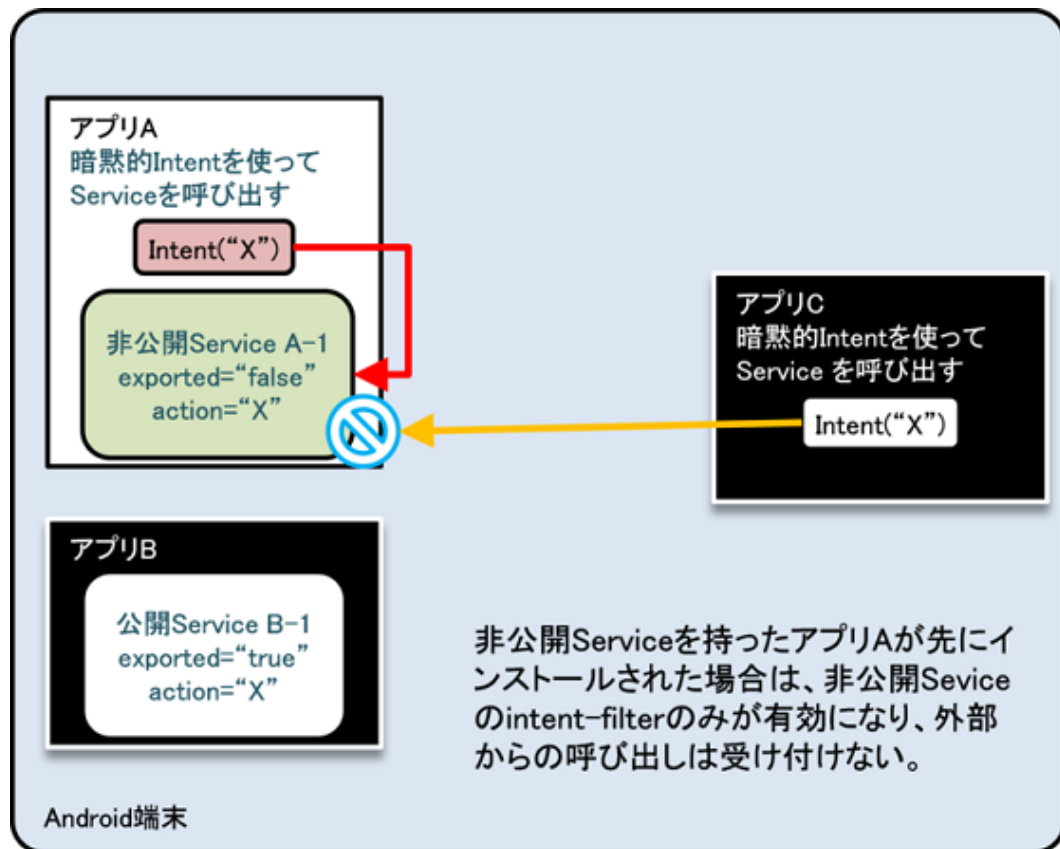 アプリA
暗黙的Intentを使って
Serviceを呼び出す
Intent(“X”)
非公開Service A-1
exported=“false”
action=“X”
アプリC
暗黙的Intentを使って
Service を呼び出す
Intent(“X”)
アプリB
公開Service B-1
exported=“true”
action=“X”
非公開Serviceを持ったアプリAが先にイ
ンストールされた場合は、非公開Sevice
のintent-filterのみが有効になり、外部
からの呼び出しは受け付けない。
Android端末